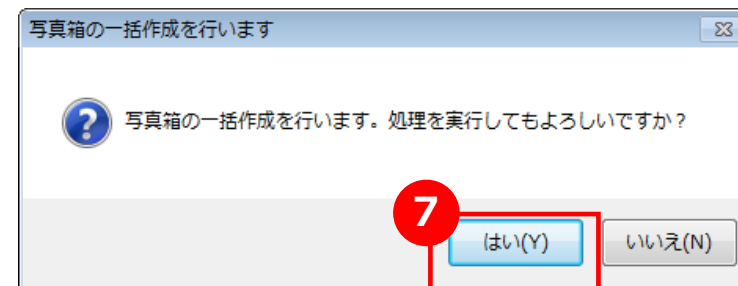 写真箱の一括作成を行います
写真箱の一括作成を行います。処理を実行してもよろしいですか？
7
はい(Y)
いいえ(N)